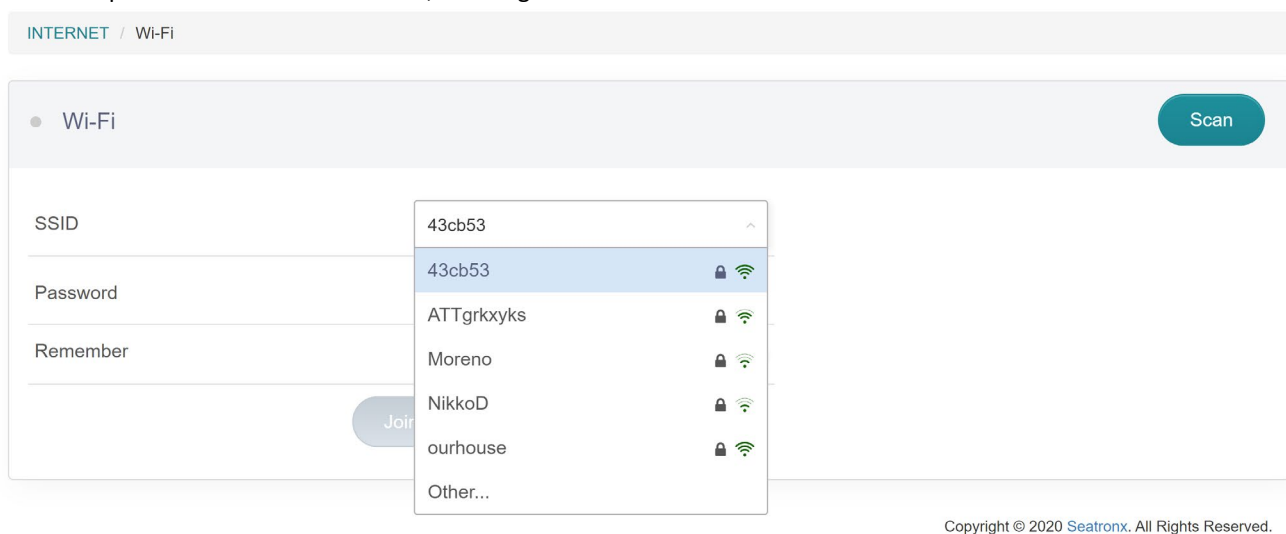 INTERNET / Wi-Fi
Wi-Fi
Scan
SSID
43cb53
43cb53
Password
ATTgrkxyks
Remember
Moreno
NikkoD
Join
ourhouse
Other...
Copyright © 2020 Seatronx. All Rights Reserved.